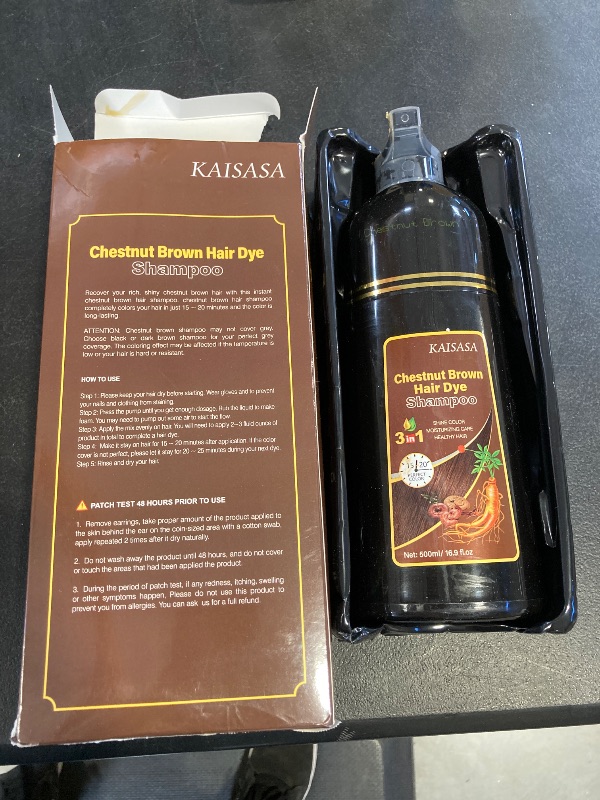 KAISASA
Chestnut Brown Hair Dye
Shampoo
Recover your rich, shiny chestnut brown hair with this instant
chestnut brown hair shampoo. chestnut brown hair shampoo
completely colors your hair in just 15 ~ 20 minutes and the color is
long-lasting
ATTENTION: Chestnut brown shampoo may not cover grey.
Choose black or dark brown shampoo for your perfect grey
coverage. The coloring effect may be affected if the temperature is
low or your hair is hard or resistant.
HOW TO USE
Step 1: Please keep your hair dry before starting. Wear gloves and to prevent
your nails and clothing from staining.
Step 2: Press the pump until you get enough dosage. Rub the liquid to make
foam. You may need to pump out some air to start the flow.
Step 3: Apply the mix evenly on hair. You will need to apply 2~3 fluid ounce of
product in total to complete a hair dye.
Step 4: Make it stay on hair for 15 ~ 20 minutes after application. If the color
cover is not perfect, please let it stay for 20 ~ 25 minutes during your next dye.
Step 5: Rinse and dry your hair.
PATCH TEST 48 HOURS PRIOR TO USE
1. Remove earrings, take proper amount of the product applied to
the skin behind the ear on the coin-sized area with a cotton swab,
apply repeated 2 times after it dry naturally.
2. Do not wash away the product until 48 hours, and do not cover
or touch the areas that had been applied the product.
3. During the period of patch test, if any redness, itching, swelling
or other symptoms happen, Please do not use this product to
prevent you from allergies. You can ask us for a full refund.
Chestnut Brown
KAISASA
Chestnut Brown
Hair Dye
Shampoo
3 in 1
SHINE COLOR
MOISTURIZING CARE
HEALTHY HAIR
15' 20'
PERFECT
COLOR
Net: 500ml/ 16.9 fl.oz